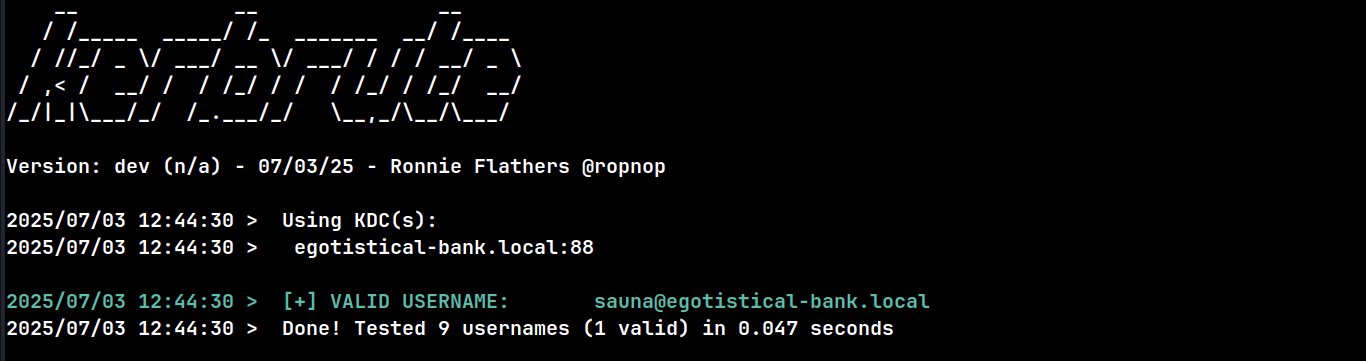 __             __               __
   / /_____  _____/ /_  _______  __/ /____
  / //_/ _ \/ ___/ __ \/ ___/ / / / __/ _ \
 / ,< /  __/ /  / /_/ / /  / /_/ / /_/  __/
/_/|_|\___/_/  /_.___/_/   \__,_/\__/\___/
Version: dev (n/a) - 07/03/25 - Ronnie Flathers @ropnop
2025/07/03 12:44:30 >  Using KDC(s):
2025/07/03 12:44:30 >   egotistical-bank.local:88
2025/07/03 12:44:30 >  [+] VALID USERNAME:       sauna@egotistical-bank.local
2025/07/03 12:44:30 >  Done! Tested 9 usernames (1 valid) in 0.047 seconds